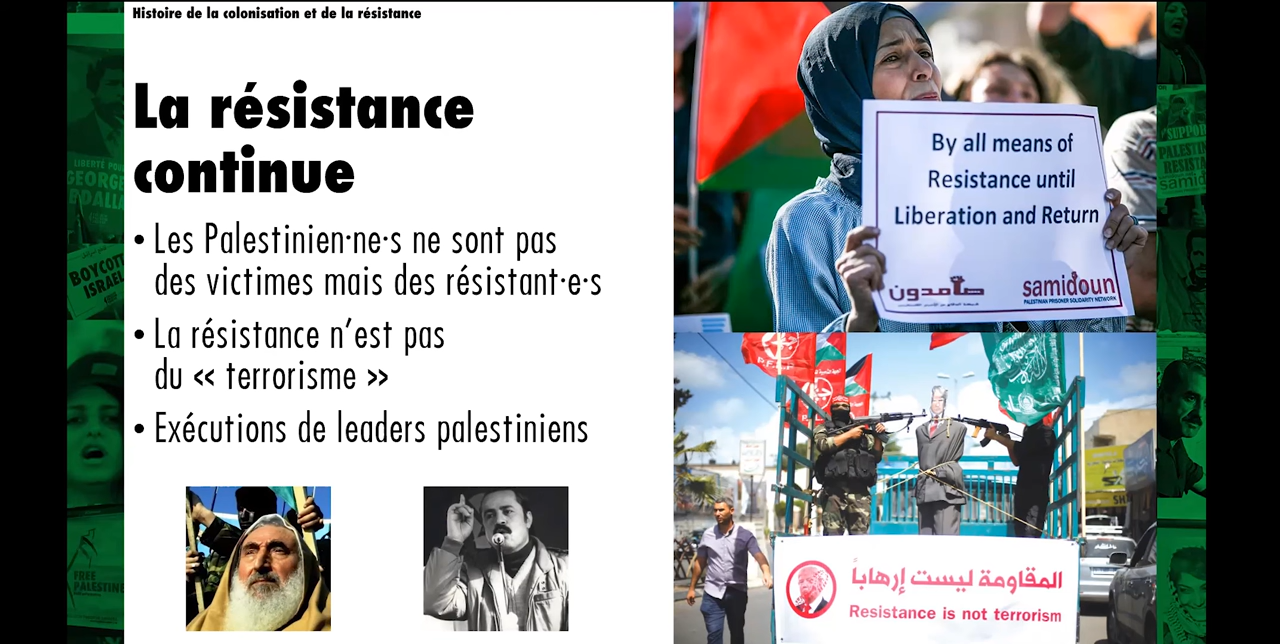 Histoire de la colonisation et de la résistance
La résistance
continue
• Les Palestinien·ne·s ne sont pas
des victimes mais des résistant·e·s
• La résistance n’est pas
du « terrorisme »
• Exécutions de leaders palestiniens
By all means of
Resistance until
Liberation and Return
صامدون
samidoun
PALESTINIAN PRISONER SOLIDARITY NETWORK
P.F.L.P
المقاومة ليست إرهاباً
Resistance is not terrorism
GEORGE
BOYCOTT
ISRAEL
FREE
PALESTINE